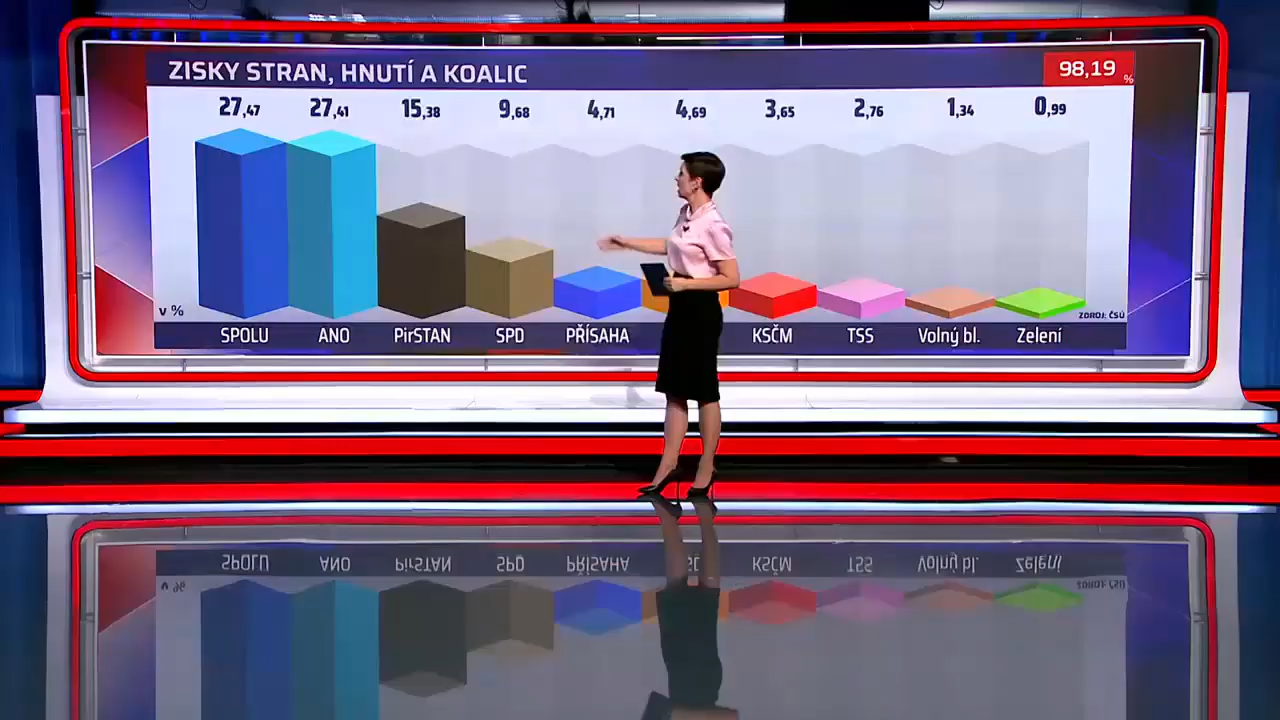 ZISKY STRAN, HNUTÍ A KOALIC
98,19 %
27,47 27,41 15,38 9,68 4,71 4,69 3,65 2,76 1,34 0,99
v %
ZDROJ: ČSÚ
SPOLU ANO PirSTAN SPD PŘÍSAHA KSČM TSS Volný bl. Zelení